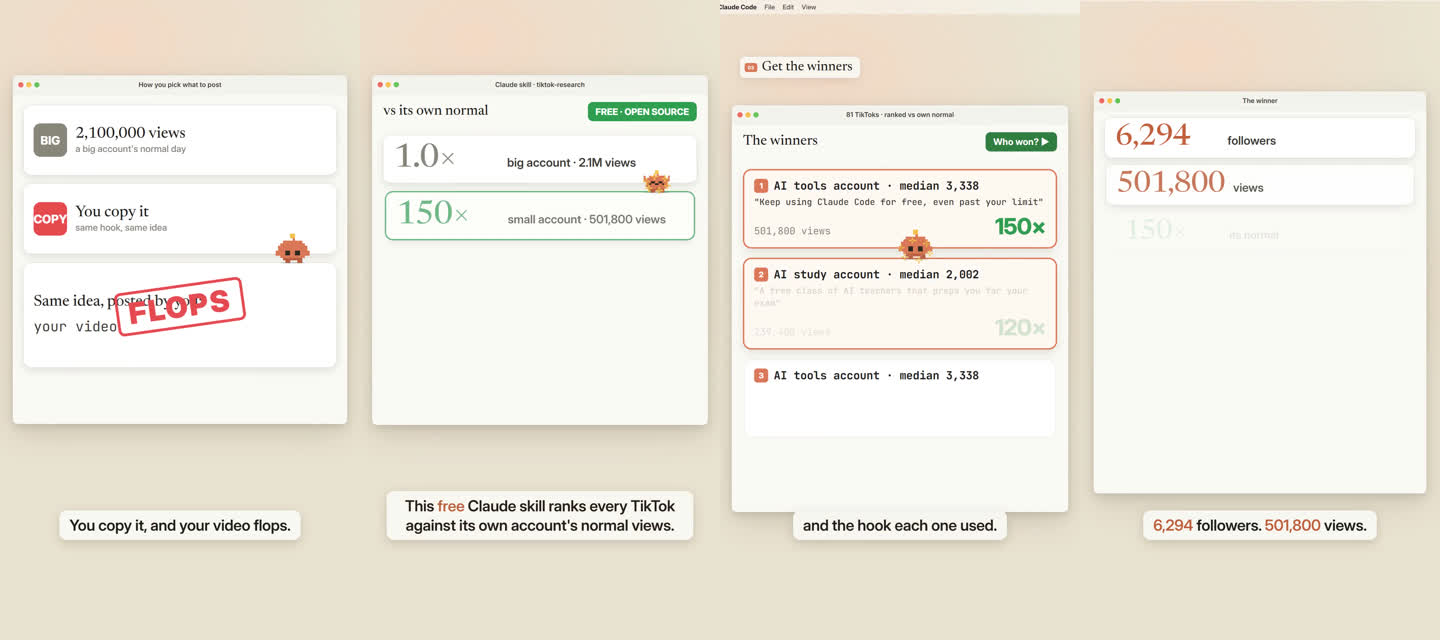 How you pick what to post
BIG
2,100,000 views
a big account's normal day
COPY
You copy it
same hook, same idea
Same idea, posted by you
your video
FLOPS
You copy it, and your video flops.
Claude skill · tiktok-research
vs its own normal
FREE · OPEN SOURCE
1.0×
big account · 2.1M views
150×
small account · 501,800 views
This free Claude skill ranks every TikTok
against its own account's normal views.
Claude Code File Edit View
03 Get the winners
81 TikToks · ranked vs own normal
The winners
Who won? ▶
1 AI tools account · median 3,338
"Keep using Claude Code for free, even past your limit"
501,800 views
150×
2 AI study account · median 2,002
"A free class of AI teachers that preps you for your
exam"
239,400 views
120×
3 AI tools account · median 3,338
and the hook each one used.
The winner
6,294 followers
501,800 views
150× its normal
6,294 followers. 501,800 views.